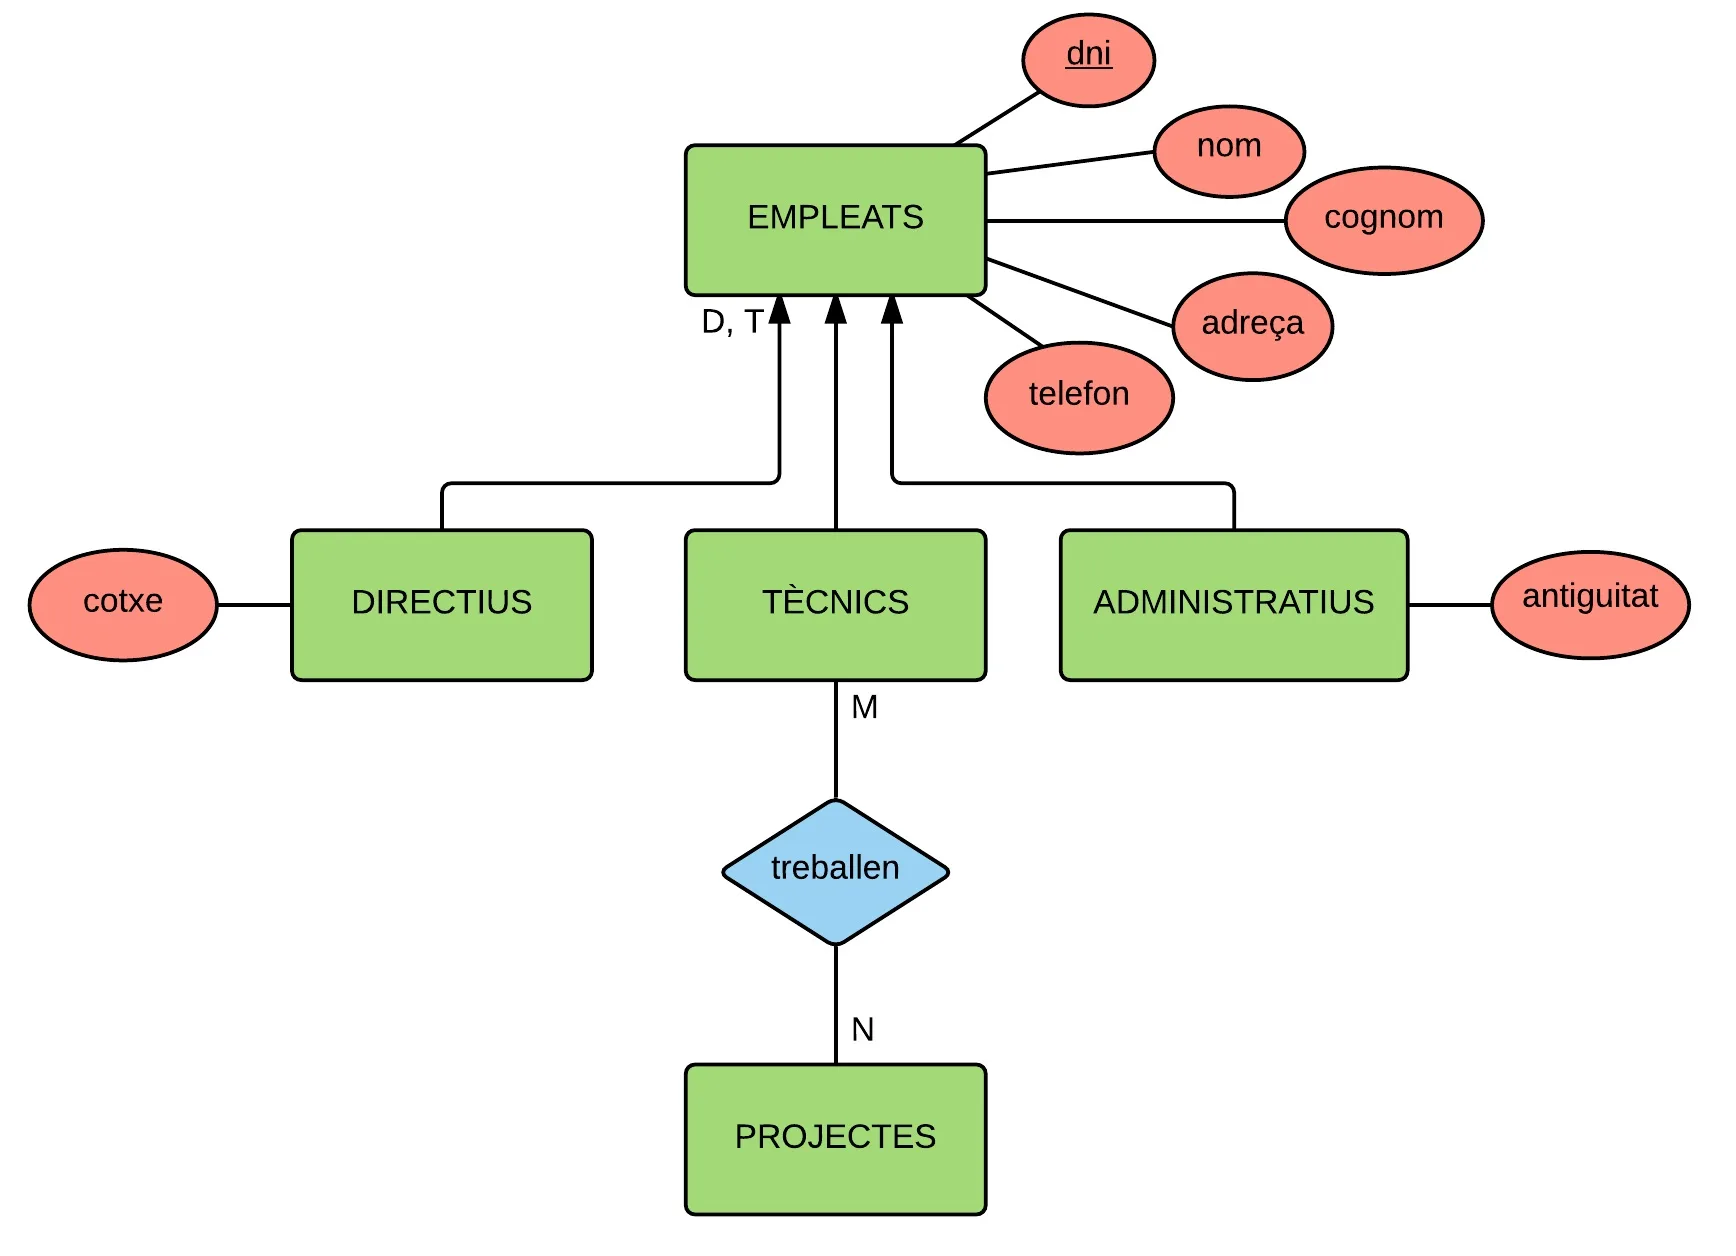 dni
nom
EMPLEATS
cognom
D, T
adreça
telefon
cotxe
DIRECTIUS
TÈCNICS
ADMINISTRATIUS
antiguitat
M
treballen
N
PROJECTES